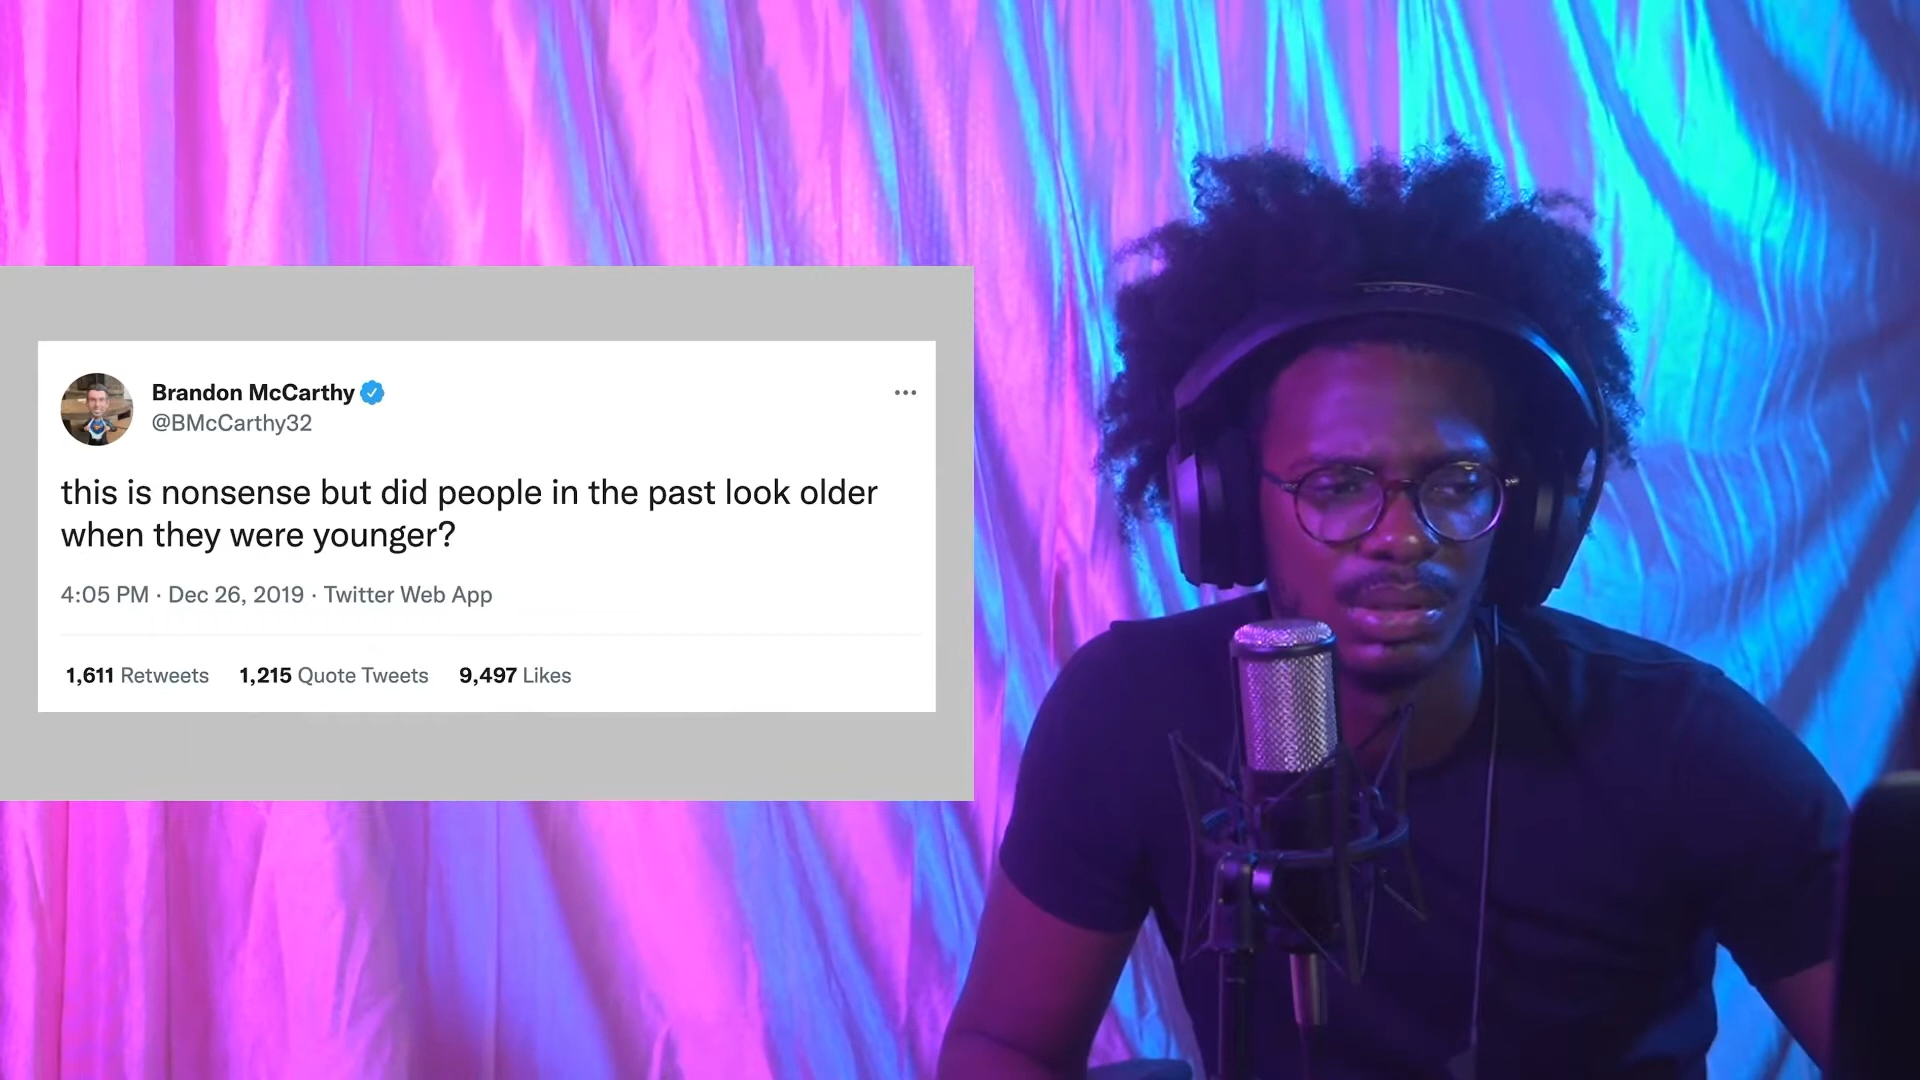 Brandon McCarthy
@BMcCarthy32
this is nonsense but did people in the past look older
when they were younger?
4:05 PM · Dec 26, 2019 · Twitter Web App
1,611 Retweets 1,215 Quote Tweets 9,497 Likes